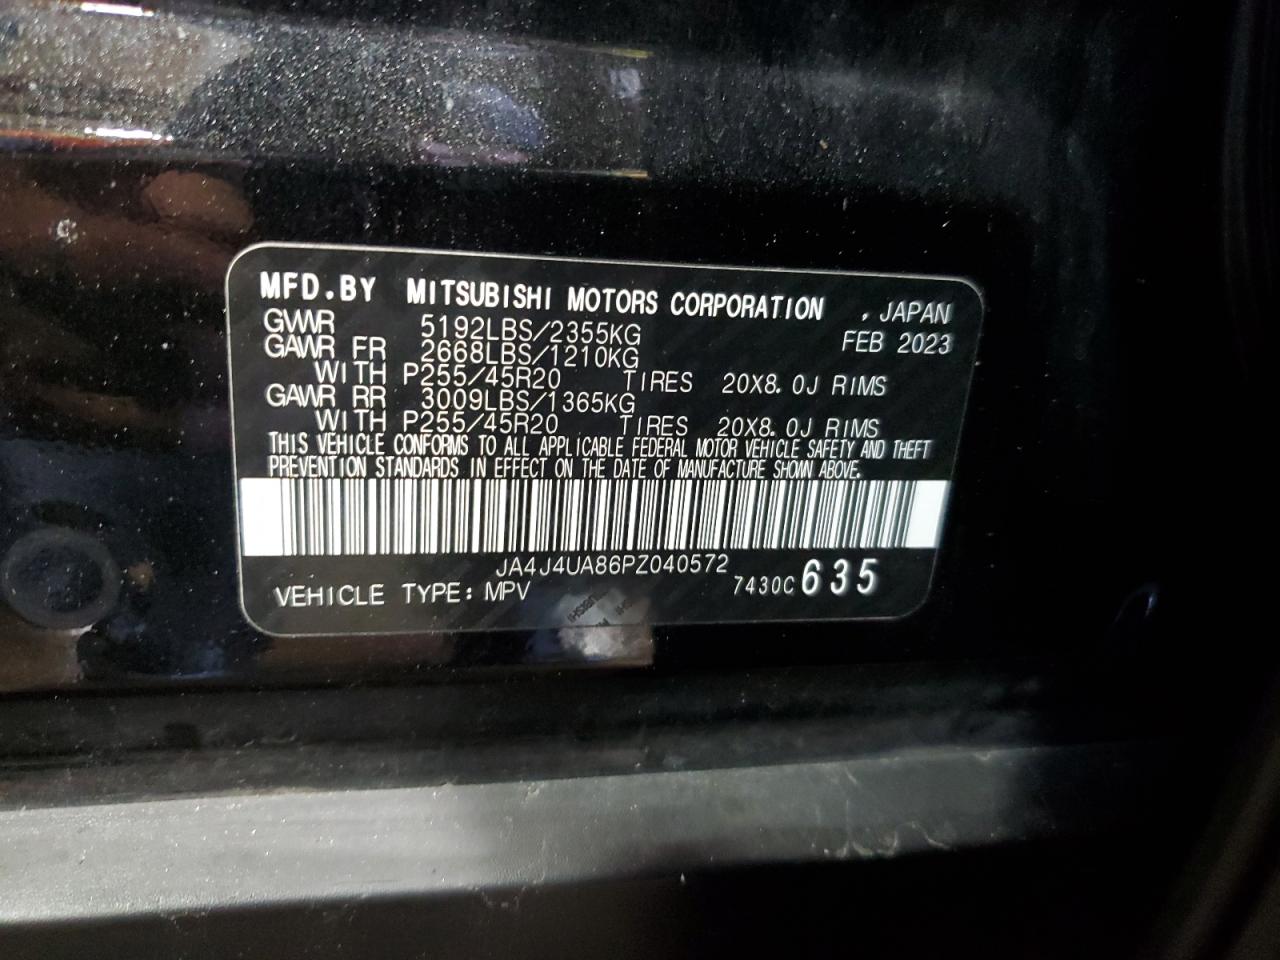 MFD.BY MITSUBISHI MOTORS CORPORATION , JAPAN
GVWR 5192LBS/2355KG FEB 2023
GAWR FR 2668LBS/1210KG
WITH P255/45R20 TIRES 20X8.0J RIMS
GAWR RR 3009LBS/1365KG
WITH P255/45R20 TIRES 20X8.0J RIMS
THIS VEHICLE CONFORMS TO ALL APPLICABLE FEDERAL MOTOR VEHICLE SAFETY AND THEFT
PREVENTION STANDARDS IN EFFECT ON THE DATE OF MANUFACTURE SHOWN ABOVE.
JA4J4UA86PZ040572
VEHICLE TYPE: MPV 7430C 635